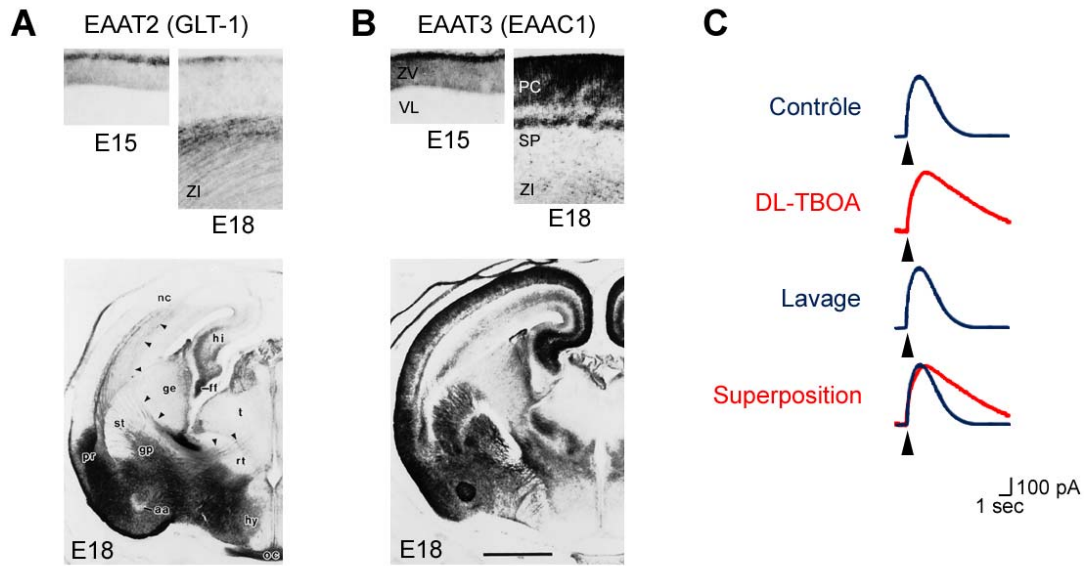 A EAAT2 (GLT-1)
E15
ZI
E18
nc
hi
ff
ge
st
t
pr
gp
rt
aa
hy
oc
E18
B EAAT3 (EAAC1)
ZV
VL
E15
PC
SP
ZI
E18
E18
C
Contrôle
DL-TBOA
Lavage
Superposition
100 pA
1 sec